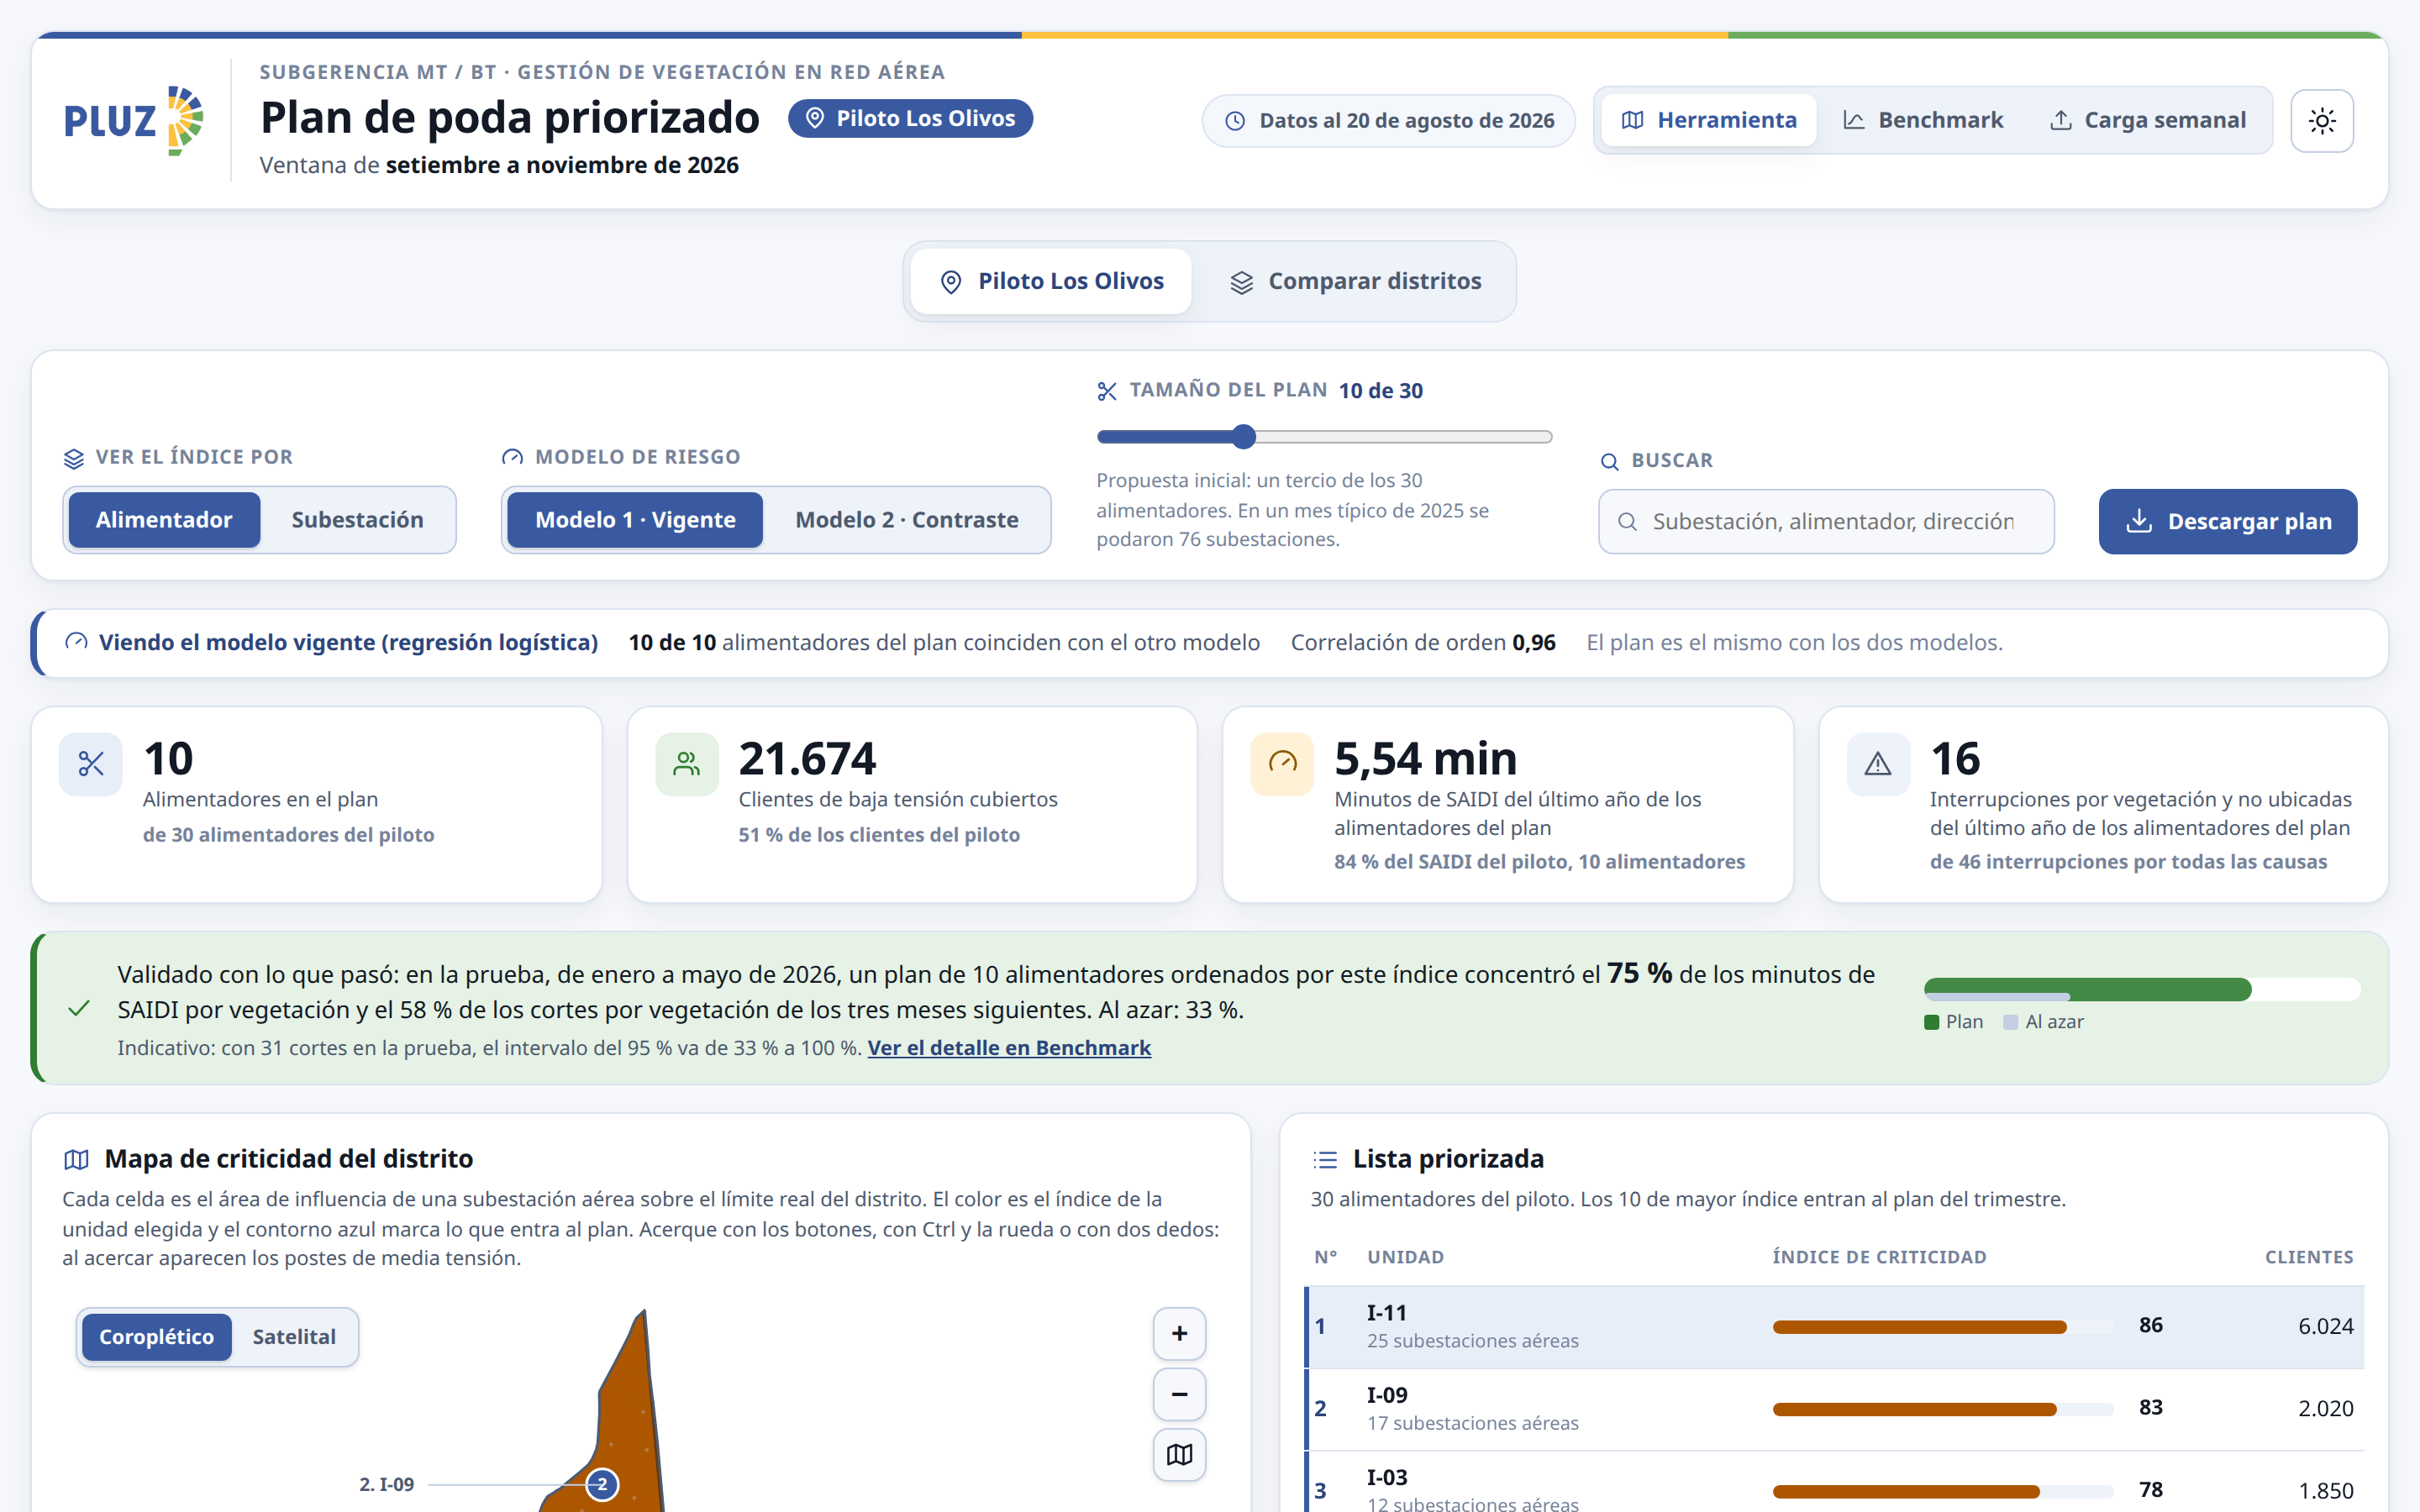 PLUZ
SUBGERENCIA MT / BT · GESTIÓN DE VEGETACIÓN EN RED AÉREA
Plan de poda priorizado
Piloto Los Olivos
Ventana de setiembre a noviembre de 2026
Datos al 20 de agosto de 2026
Herramienta
Benchmark
Carga semanal
Piloto Los Olivos
Comparar distritos
VER EL ÍNDICE POR
Alimentador
Subestación
MODELO DE RIESGO
Modelo 1 · Vigente
Modelo 2 · Contraste
TAMAÑO DEL PLAN 10 de 30
Propuesta inicial: un tercio de los 30
alimentadores. En un mes típico de 2025 se
podaron 76 subestaciones.
BUSCAR
Subestación, alimentador, dirección
Descargar plan
Viendo el modelo vigente (regresión logística) 10 de 10 alimentadores del plan coinciden con el otro modelo Correlación de orden 0,96 El plan es el mismo con los dos modelos.
10
Alimentadores en el plan
de 30 alimentadores del piloto
21.674
Clientes de baja tensión cubiertos
51 % de los clientes del piloto
5,54 min
Minutos de SAIDI del último año de los
alimentadores del plan
84 % del SAIDI del piloto, 10 alimentadores
16
Interrupciones por vegetación y no ubicadas
del último año de los alimentadores del plan
de 46 interrupciones por todas las causas
Validado con lo que pasó: en la prueba, de enero a mayo de 2026, un plan de 10 alimentadores ordenados por este índice concentró el 75 % de los minutos de
SAIDI por vegetación y el 58 % de los cortes por vegetación de los tres meses siguientes. Al azar: 33 %.
Indicativo: con 31 cortes en la prueba, el intervalo del 95 % va de 33 % a 100 %. Ver el detalle en Benchmark
Plan
Al azar
Mapa de criticidad del distrito
Cada celda es el área de influencia de una subestación aérea sobre el límite real del distrito. El color es el índice de la
unidad elegida y el contorno azul marca lo que entra al plan. Acerque con los botones, con Ctrl y la rueda o con dos dedos:
al acercar aparecen los postes de media tensión.
Coroplético
Satelital
+
−
2. I-09
2
Lista priorizada
30 alimentadores del piloto. Los 10 de mayor índice entran al plan del trimestre.
N° UNIDAD ÍNDICE DE CRITICIDAD CLIENTES
1 I-11 86 6.024
25 subestaciones aéreas
2 I-09 83 2.020
17 subestaciones aéreas
3 I-03 78 1.850
12 subestaciones aéreas